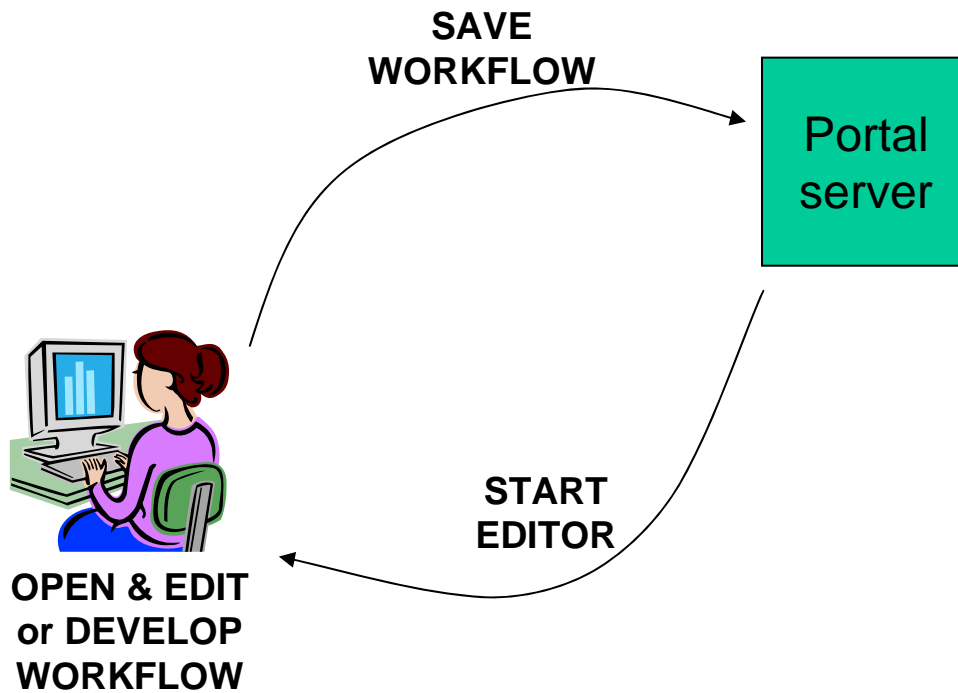 SAVE
WORKFLOW
Portal
server
START
EDITOR
OPEN & EDIT
or DEVELOP
WORKFLOW